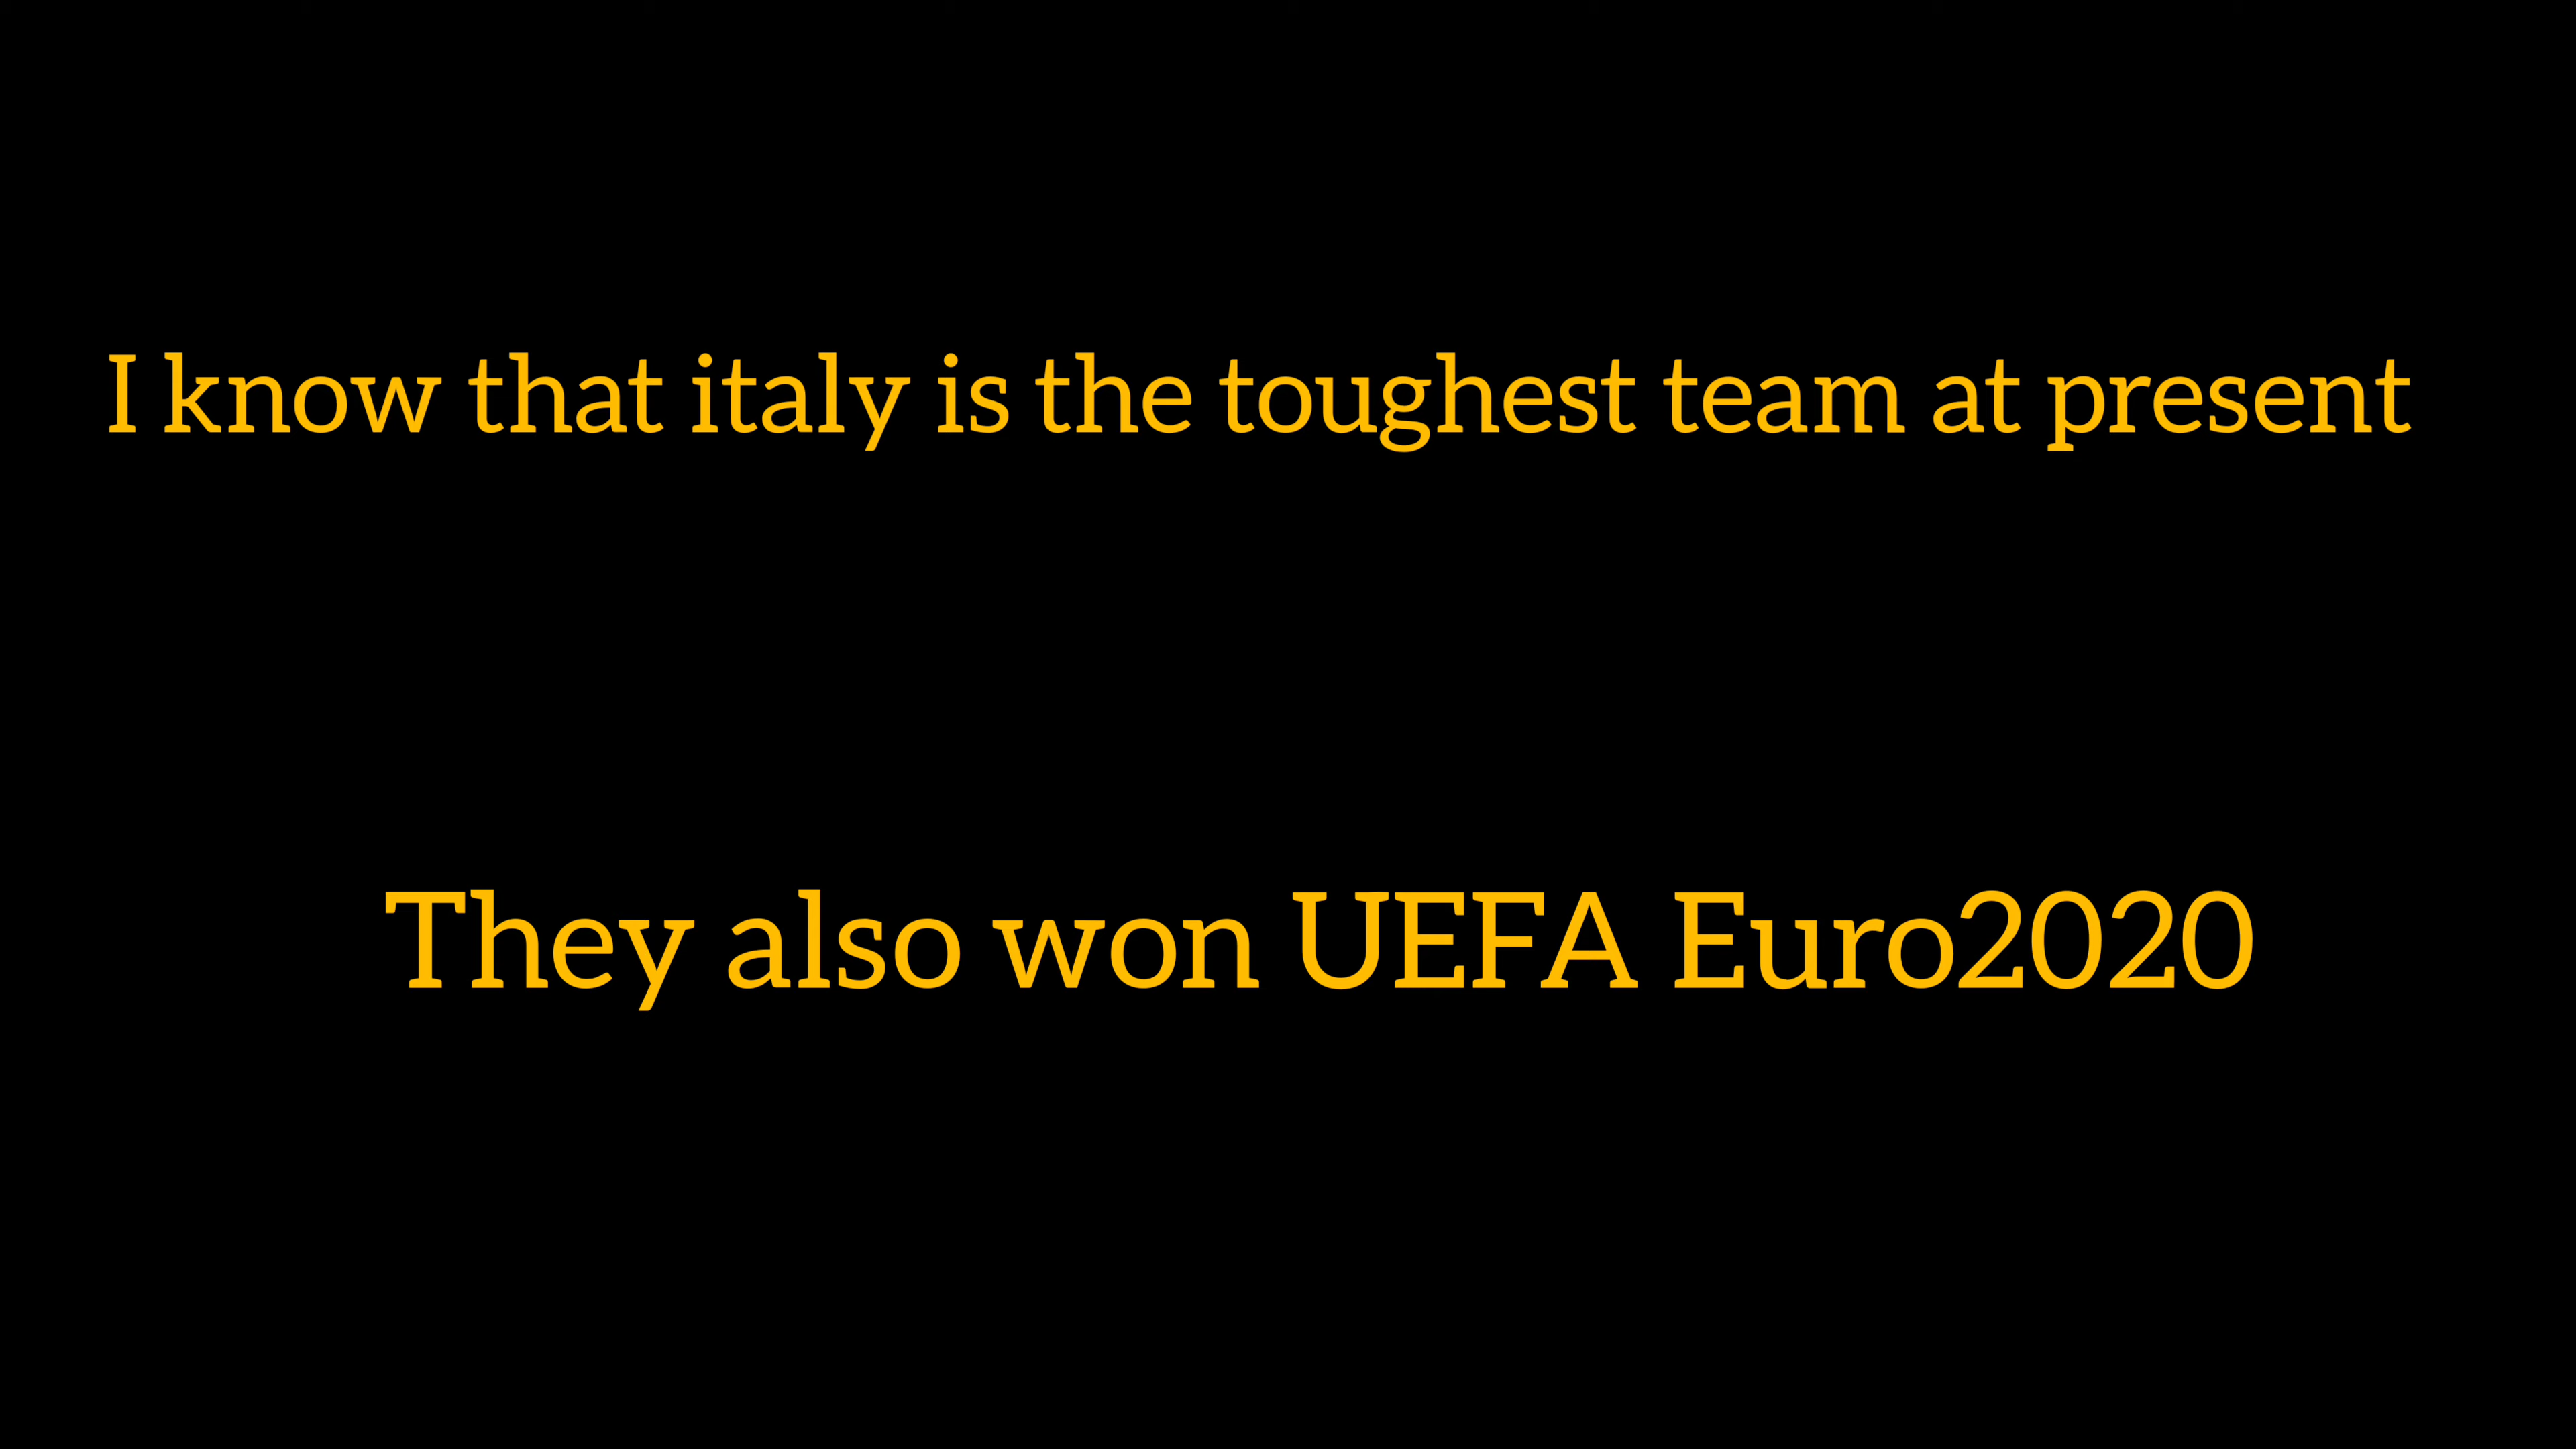 I know that italy is the toughest team at present
They also won UEFA Euro2020